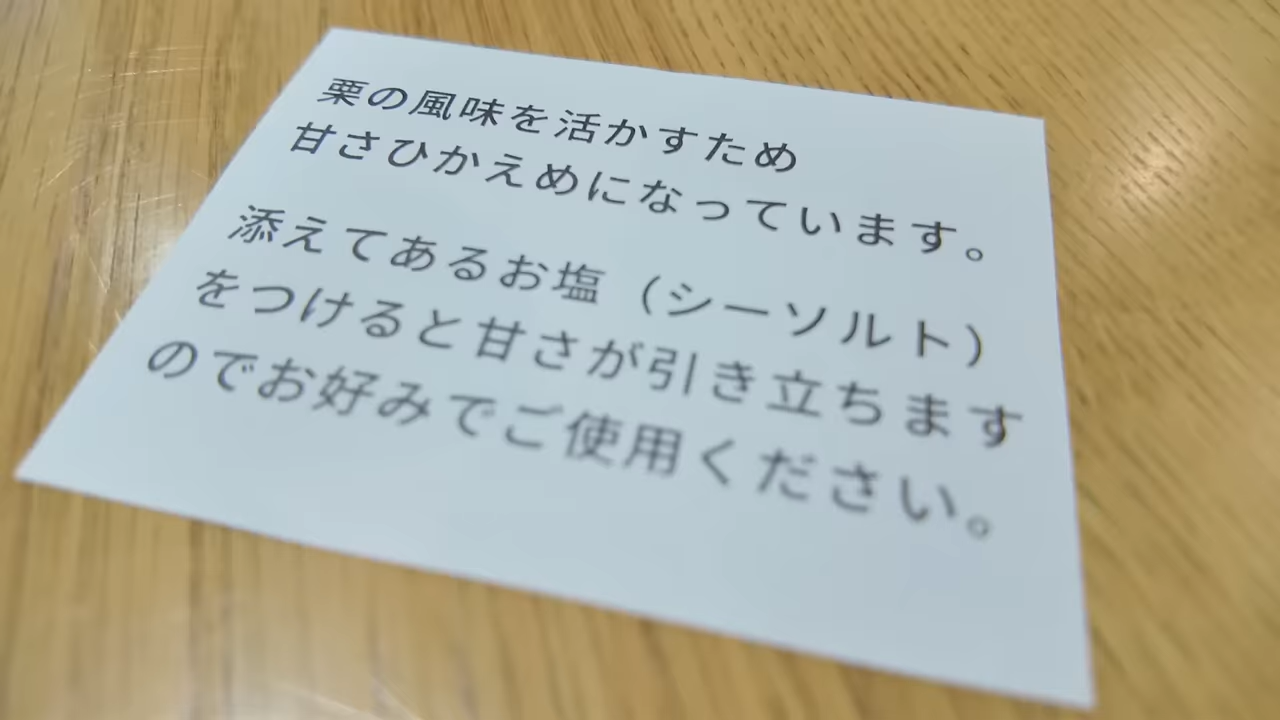 栗の風味を活かすため
甘さひかえめになっています。
添えてあるお塩（シーソルト）
をつけると甘さが引き立ちます
のでお好みでご使用ください。